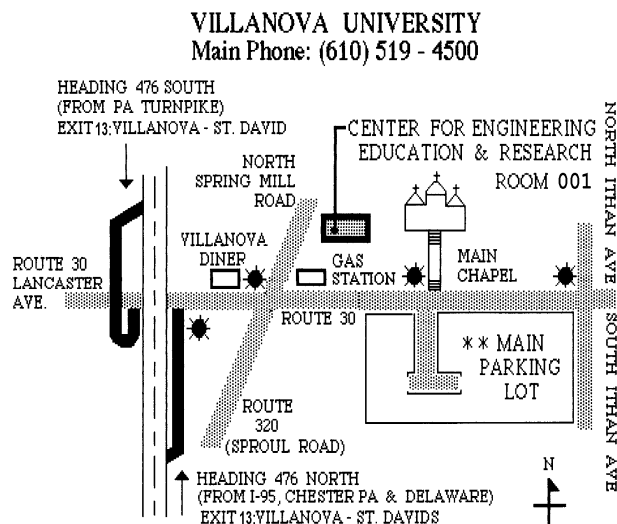 VILLANOVA UNIVERSITY
Main Phone: (610) 519 - 4500
HEADING 476 SOUTH
(FROM PA TURNPIKE)
EXIT 13: VILLANOVA - ST. DAVID
CENTER FOR ENGINEERING
EDUCATION & RESEARCH
ROOM 001
NORTH ITHAN AVE
NORTH
SPRING MILL
ROAD
VILLANOVA
DINER
GAS
STATION
MAIN
CHAPEL
ROUTE 30
LANCASTER
AVE.
ROUTE 30
SOUTH ITHAN AVE
** MAIN
PARKING
LOT
ROUTE
320
(SPROUL ROAD)
HEADING 476 NORTH
(FROM I-95, CHESTER PA & DELAWARE)
EXIT 13: VILLANOVA - ST. DAVIDS
N